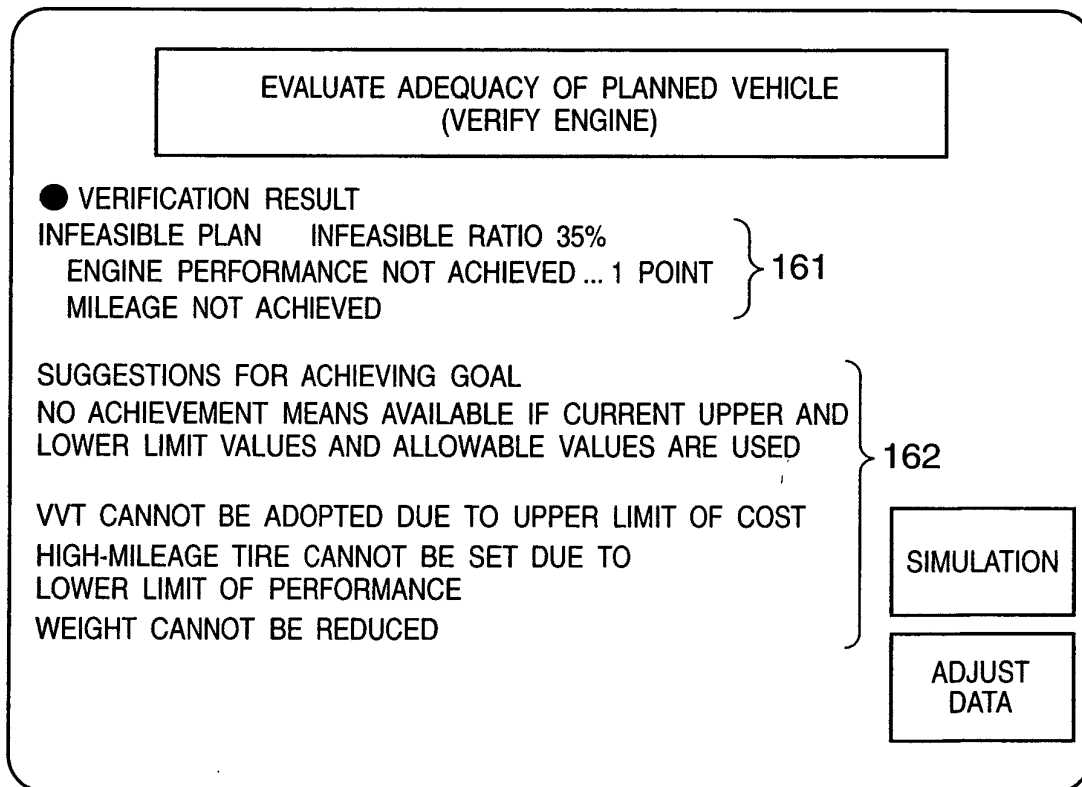 EVALUATE ADEQUACY OF PLANNED VEHICLE
(VERIFY ENGINE)
● VERIFICATION RESULT
INFEASIBLE PLAN INFEASIBLE RATIO 35%
ENGINE PERFORMANCE NOT ACHIEVED ... 1 POINT
MILEAGE NOT ACHIEVED
161
SUGGESTIONS FOR ACHIEVING GOAL
NO ACHIEVEMENT MEANS AVAILABLE IF CURRENT UPPER AND
LOWER LIMIT VALUES AND ALLOWABLE VALUES ARE USED
162
VVT CANNOT BE ADOPTED DUE TO UPPER LIMIT OF COST
HIGH-MILEAGE TIRE CANNOT BE SET DUE TO
LOWER LIMIT OF PERFORMANCE
WEIGHT CANNOT BE REDUCED
SIMULATION
ADJUST
DATA